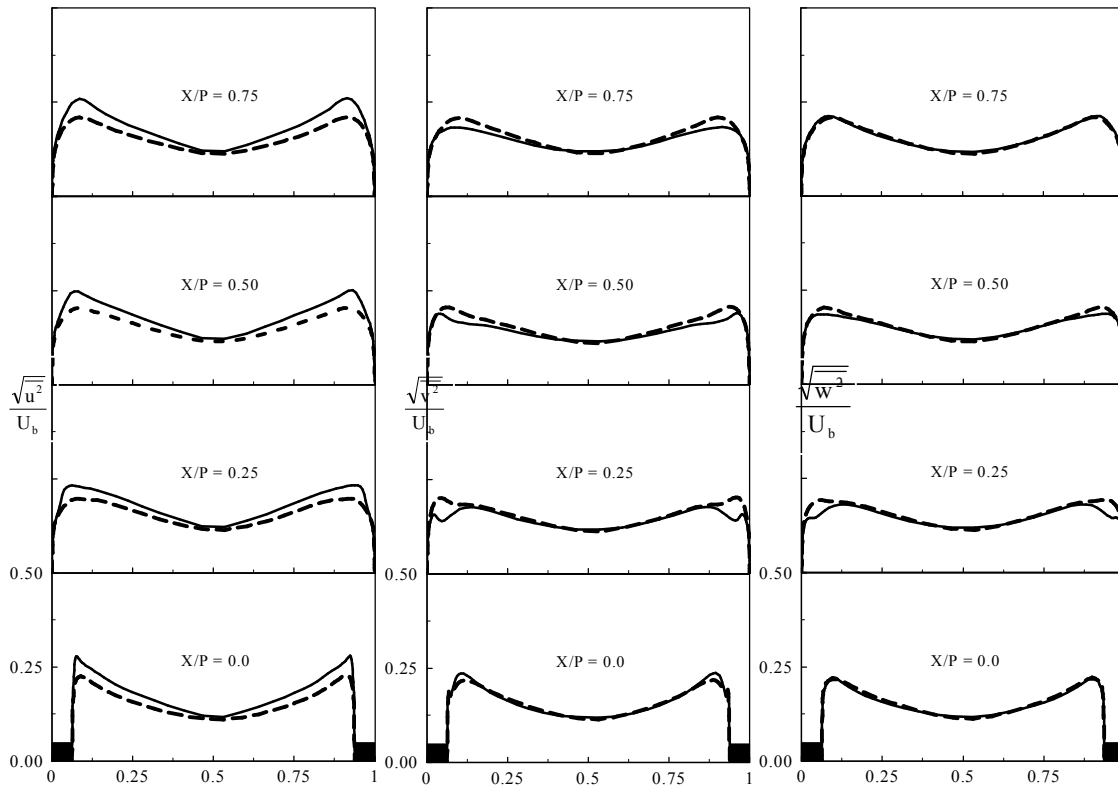 X/P = 0.75 X/P = 0.75 X/P = 0.75
X/P = 0.50 X/P = 0.50 X/P = 0.50
√u² / U_b √v² / U_b √w² / U_b
X/P = 0.25 X/P = 0.25 X/P = 0.25
0.50 0.50 0.50
X/P = 0.0 X/P = 0.0 X/P = 0.0
0.25 0.25 0.25
0.00 0.00 0.00
0 0.25 0.5 0.75 1 0 0.25 0.5 0.75 1 0 0.25 0.5 0.75